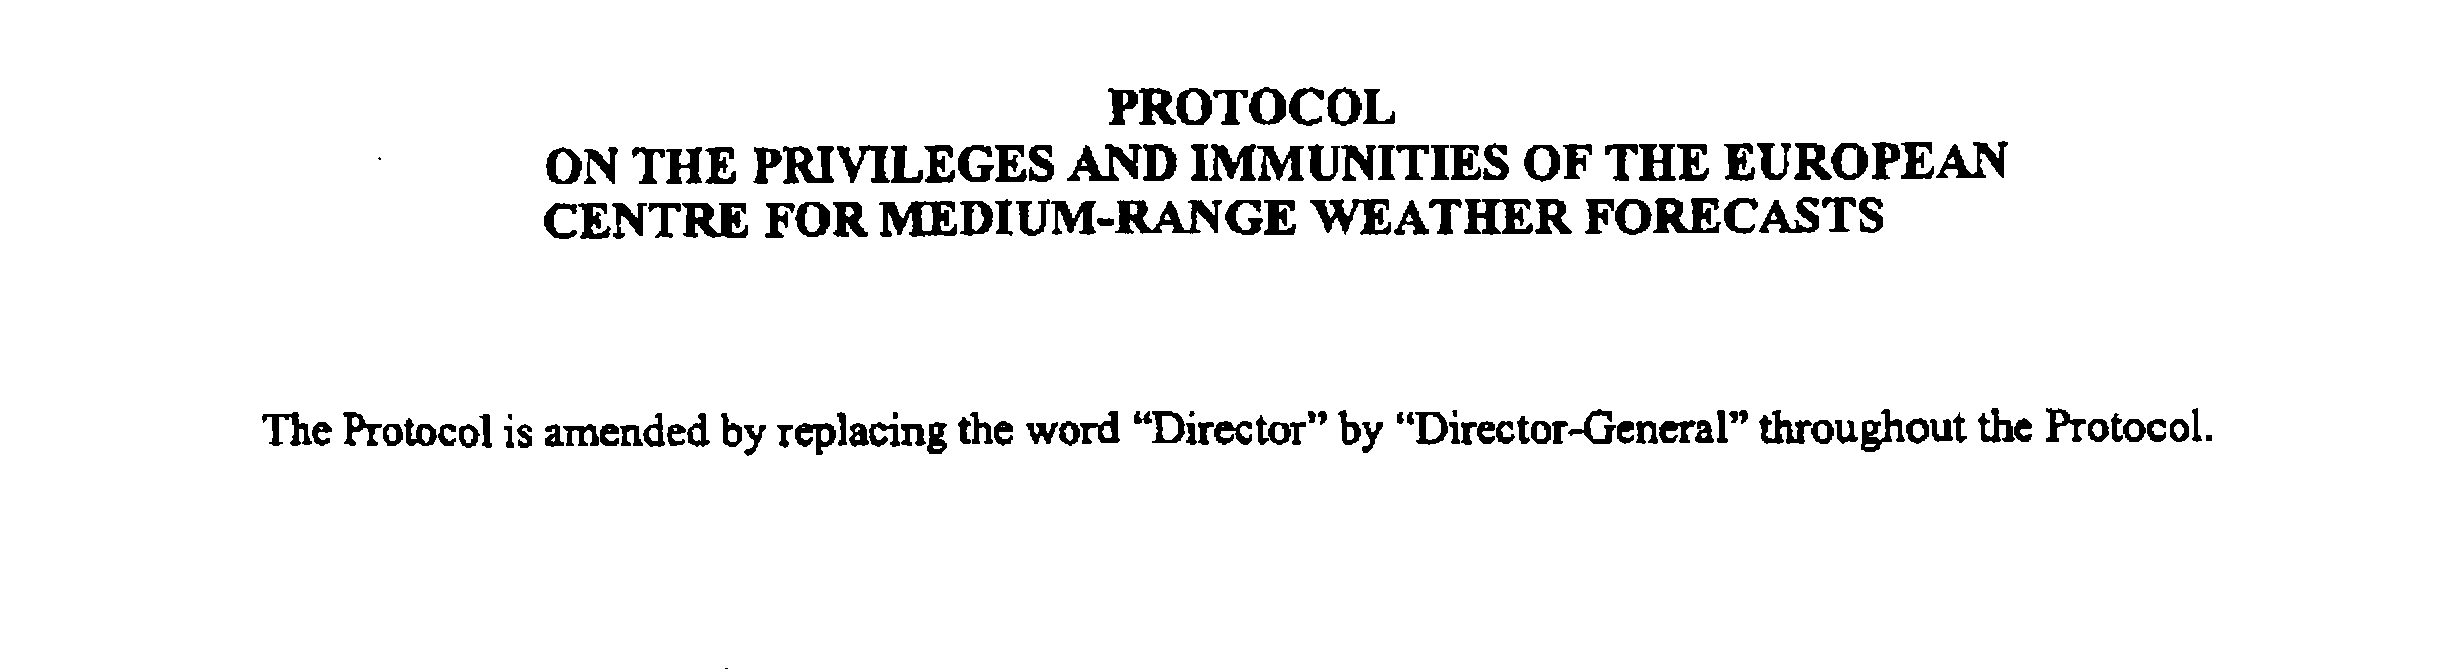 PROTOCOL
ON THE PRIVILEGES AND IMMUNITIES OF THE EUROPEAN
CENTRE FOR MEDIUM-RANGE WEATHER FORECASTS
The Protocol is amended by replacing the word “Director” by “Director-General” throughout the Protocol.